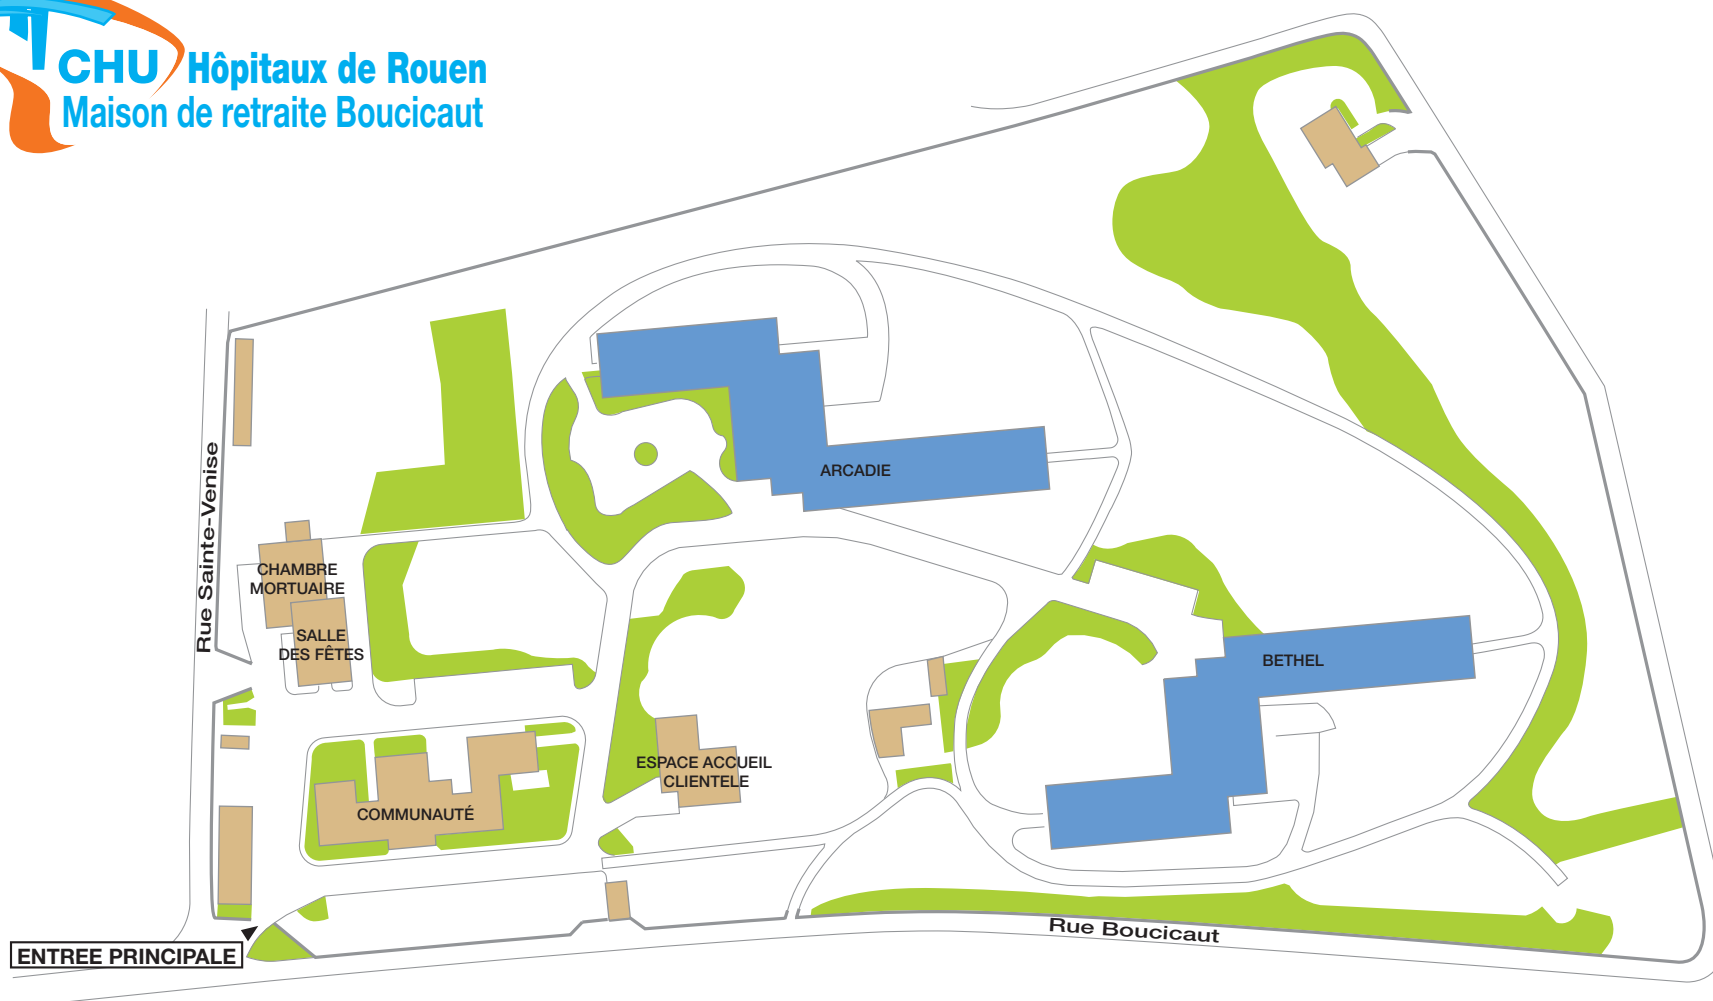 CHU Hôpitaux de Rouen
Maison de retraite Boucicaut
Rue Sainte-Venise
ARCADIE
CHAMBRE
MORTUAIRE
SALLE
DES FÊTES
BETHEL
ESPACE ACCUEIL
CLIENTELE
COMMUNAUTÉ
Rue Boucicaut
ENTREE PRINCIPALE